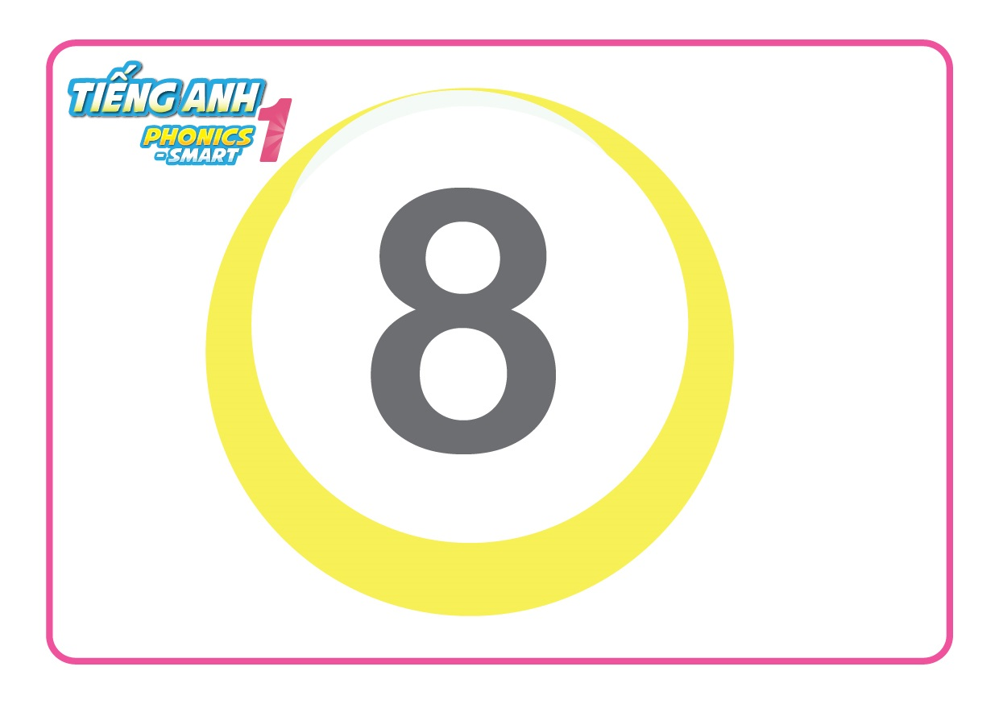 TIẾNG ANH 1
PHONICS
-SMART
8